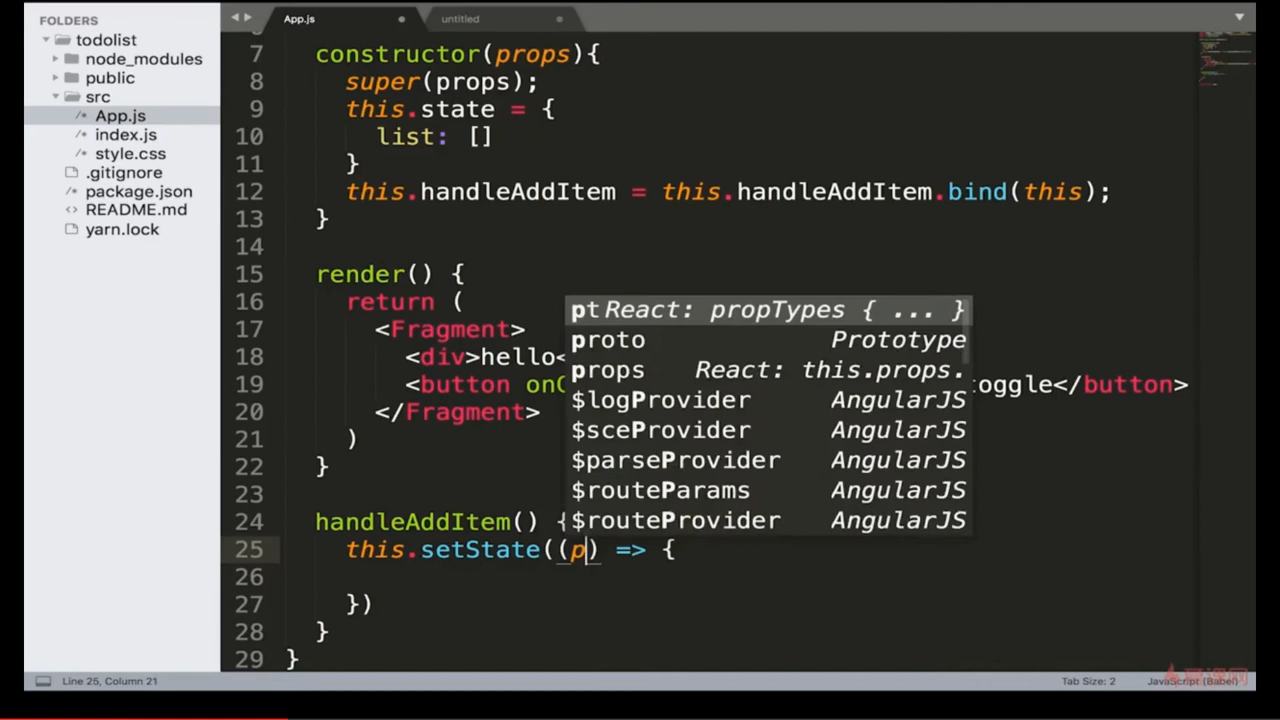 FOLDERS
todolist
node_modules
public
src
/* App.js
/* index.js
/* style.css
.gitignore
package.json
<> README.md
yarn.lock
App.js
untitled
7 constructor(props){
8 super(props);
9 this.state = {
10 list: []
11 }
12 this.handleAddItem = this.handleAddItem.bind(this);
13 }
14
15 render() {
16 return (
17 <Fragment>
18 <div>hello<
19 <button on toggle</button>
20 </Fragment>
21 )
22 }
23
24 handleAddItem() {
25 this.setState((p) => {
26
27 })
28 }
29 }
pt React: propTypes { ... }
proto Prototype
props React: this.props.
$logProvider AngularJS
$sceProvider AngularJS
$parseProvider AngularJS
$routeParams AngularJS
$routeProvider AngularJS
Line 25, Column 21
Tab Size: 2
JavaScript (Babel)